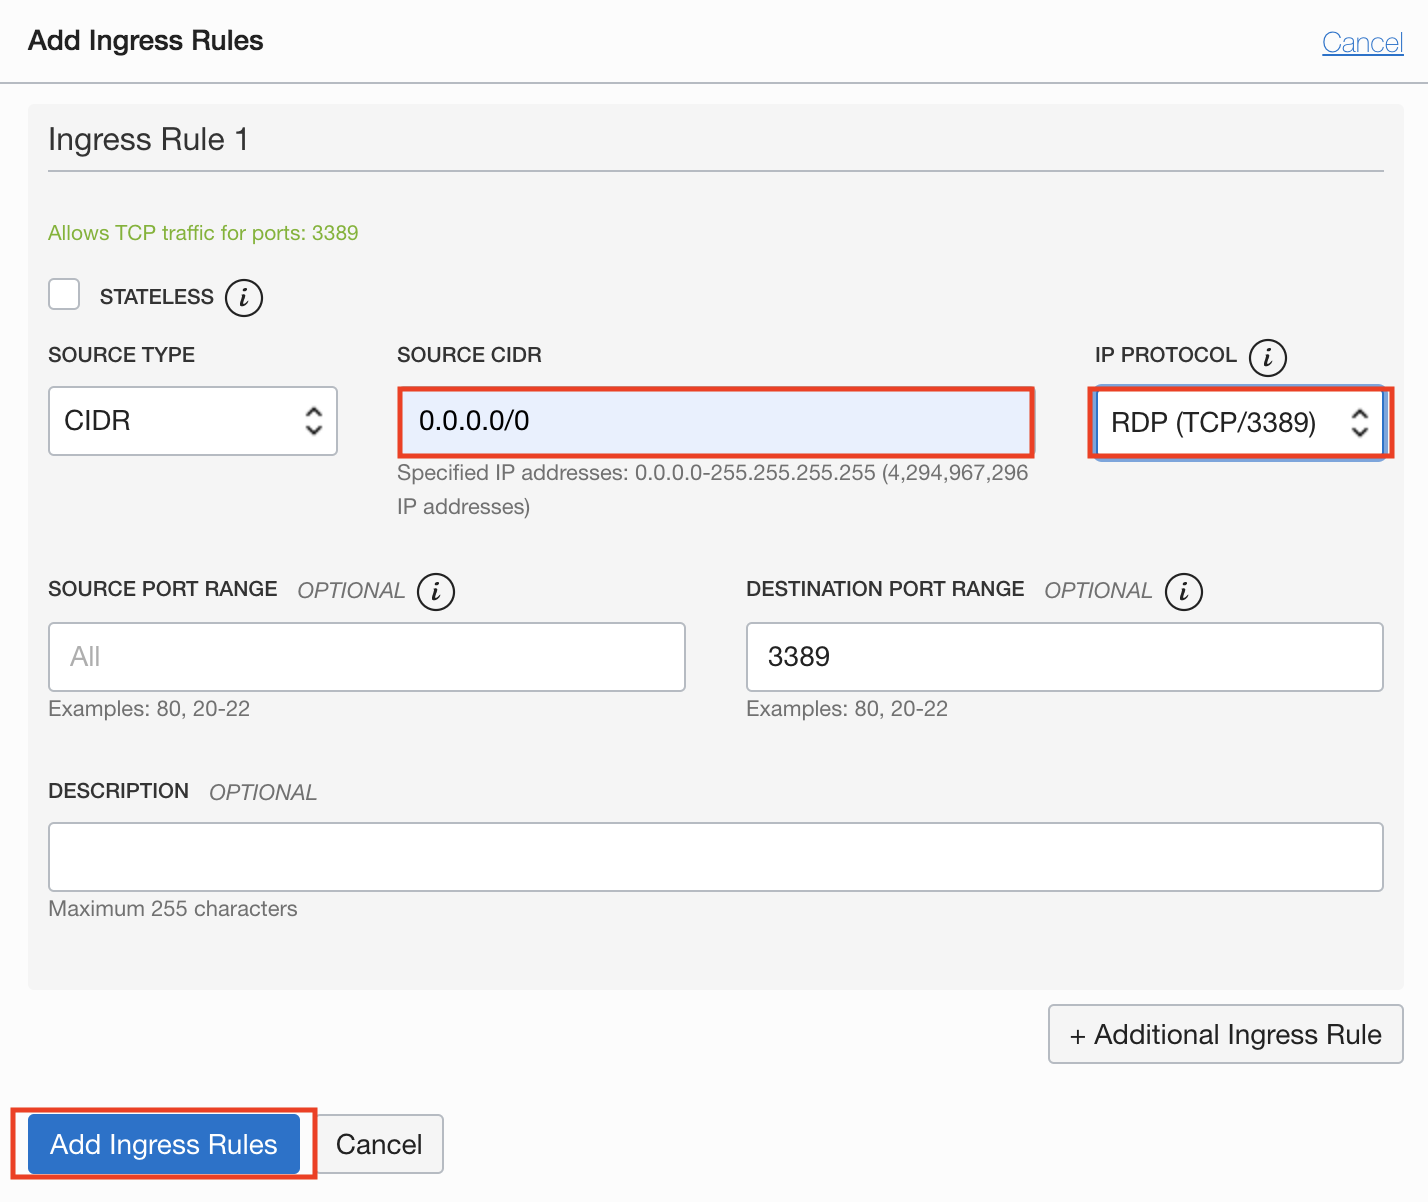 Add Ingress Rules
Cancel
Ingress Rule 1
Allows TCP traffic for ports: 3389
STATELESS i
SOURCE TYPE
SOURCE CIDR
IP PROTOCOL i
CIDR
0.0.0.0/0
RDP (TCP/3389)
Specified IP addresses: 0.0.0.0-255.255.255.255 (4,294,967,296
IP addresses)
SOURCE PORT RANGE OPTIONAL i
DESTINATION PORT RANGE OPTIONAL i
All
3389
Examples: 80, 20-22
Examples: 80, 20-22
DESCRIPTION OPTIONAL
Maximum 255 characters
+ Additional Ingress Rule
Add Ingress Rules
Cancel